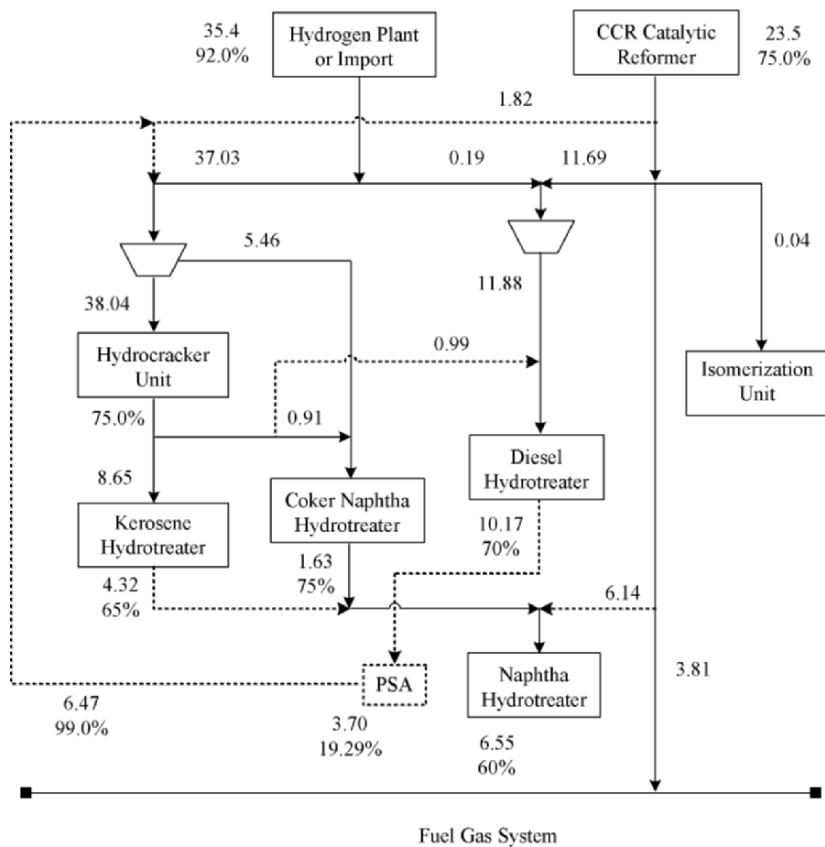 35.4
92.0%
Hydrogen Plant
or Import
CCR Catalytic
Reformer
23.5
75.0%
1.82
37.03
0.19
11.69
5.46
0.04
11.88
38.04
0.99
Hydrocracker
Unit
Isomerization
Unit
75.0%
0.91
8.65
Diesel
Hydrotreater
Kerosene
Hydrotreater
Coker Naphtha
Hydrotreater
10.17
70%
4.32
65%
1.63
75%
6.14
PSA
Naphtha
Hydrotreater
3.81
6.47
99.0%
3.70
19.29%
6.55
60%
Fuel Gas System